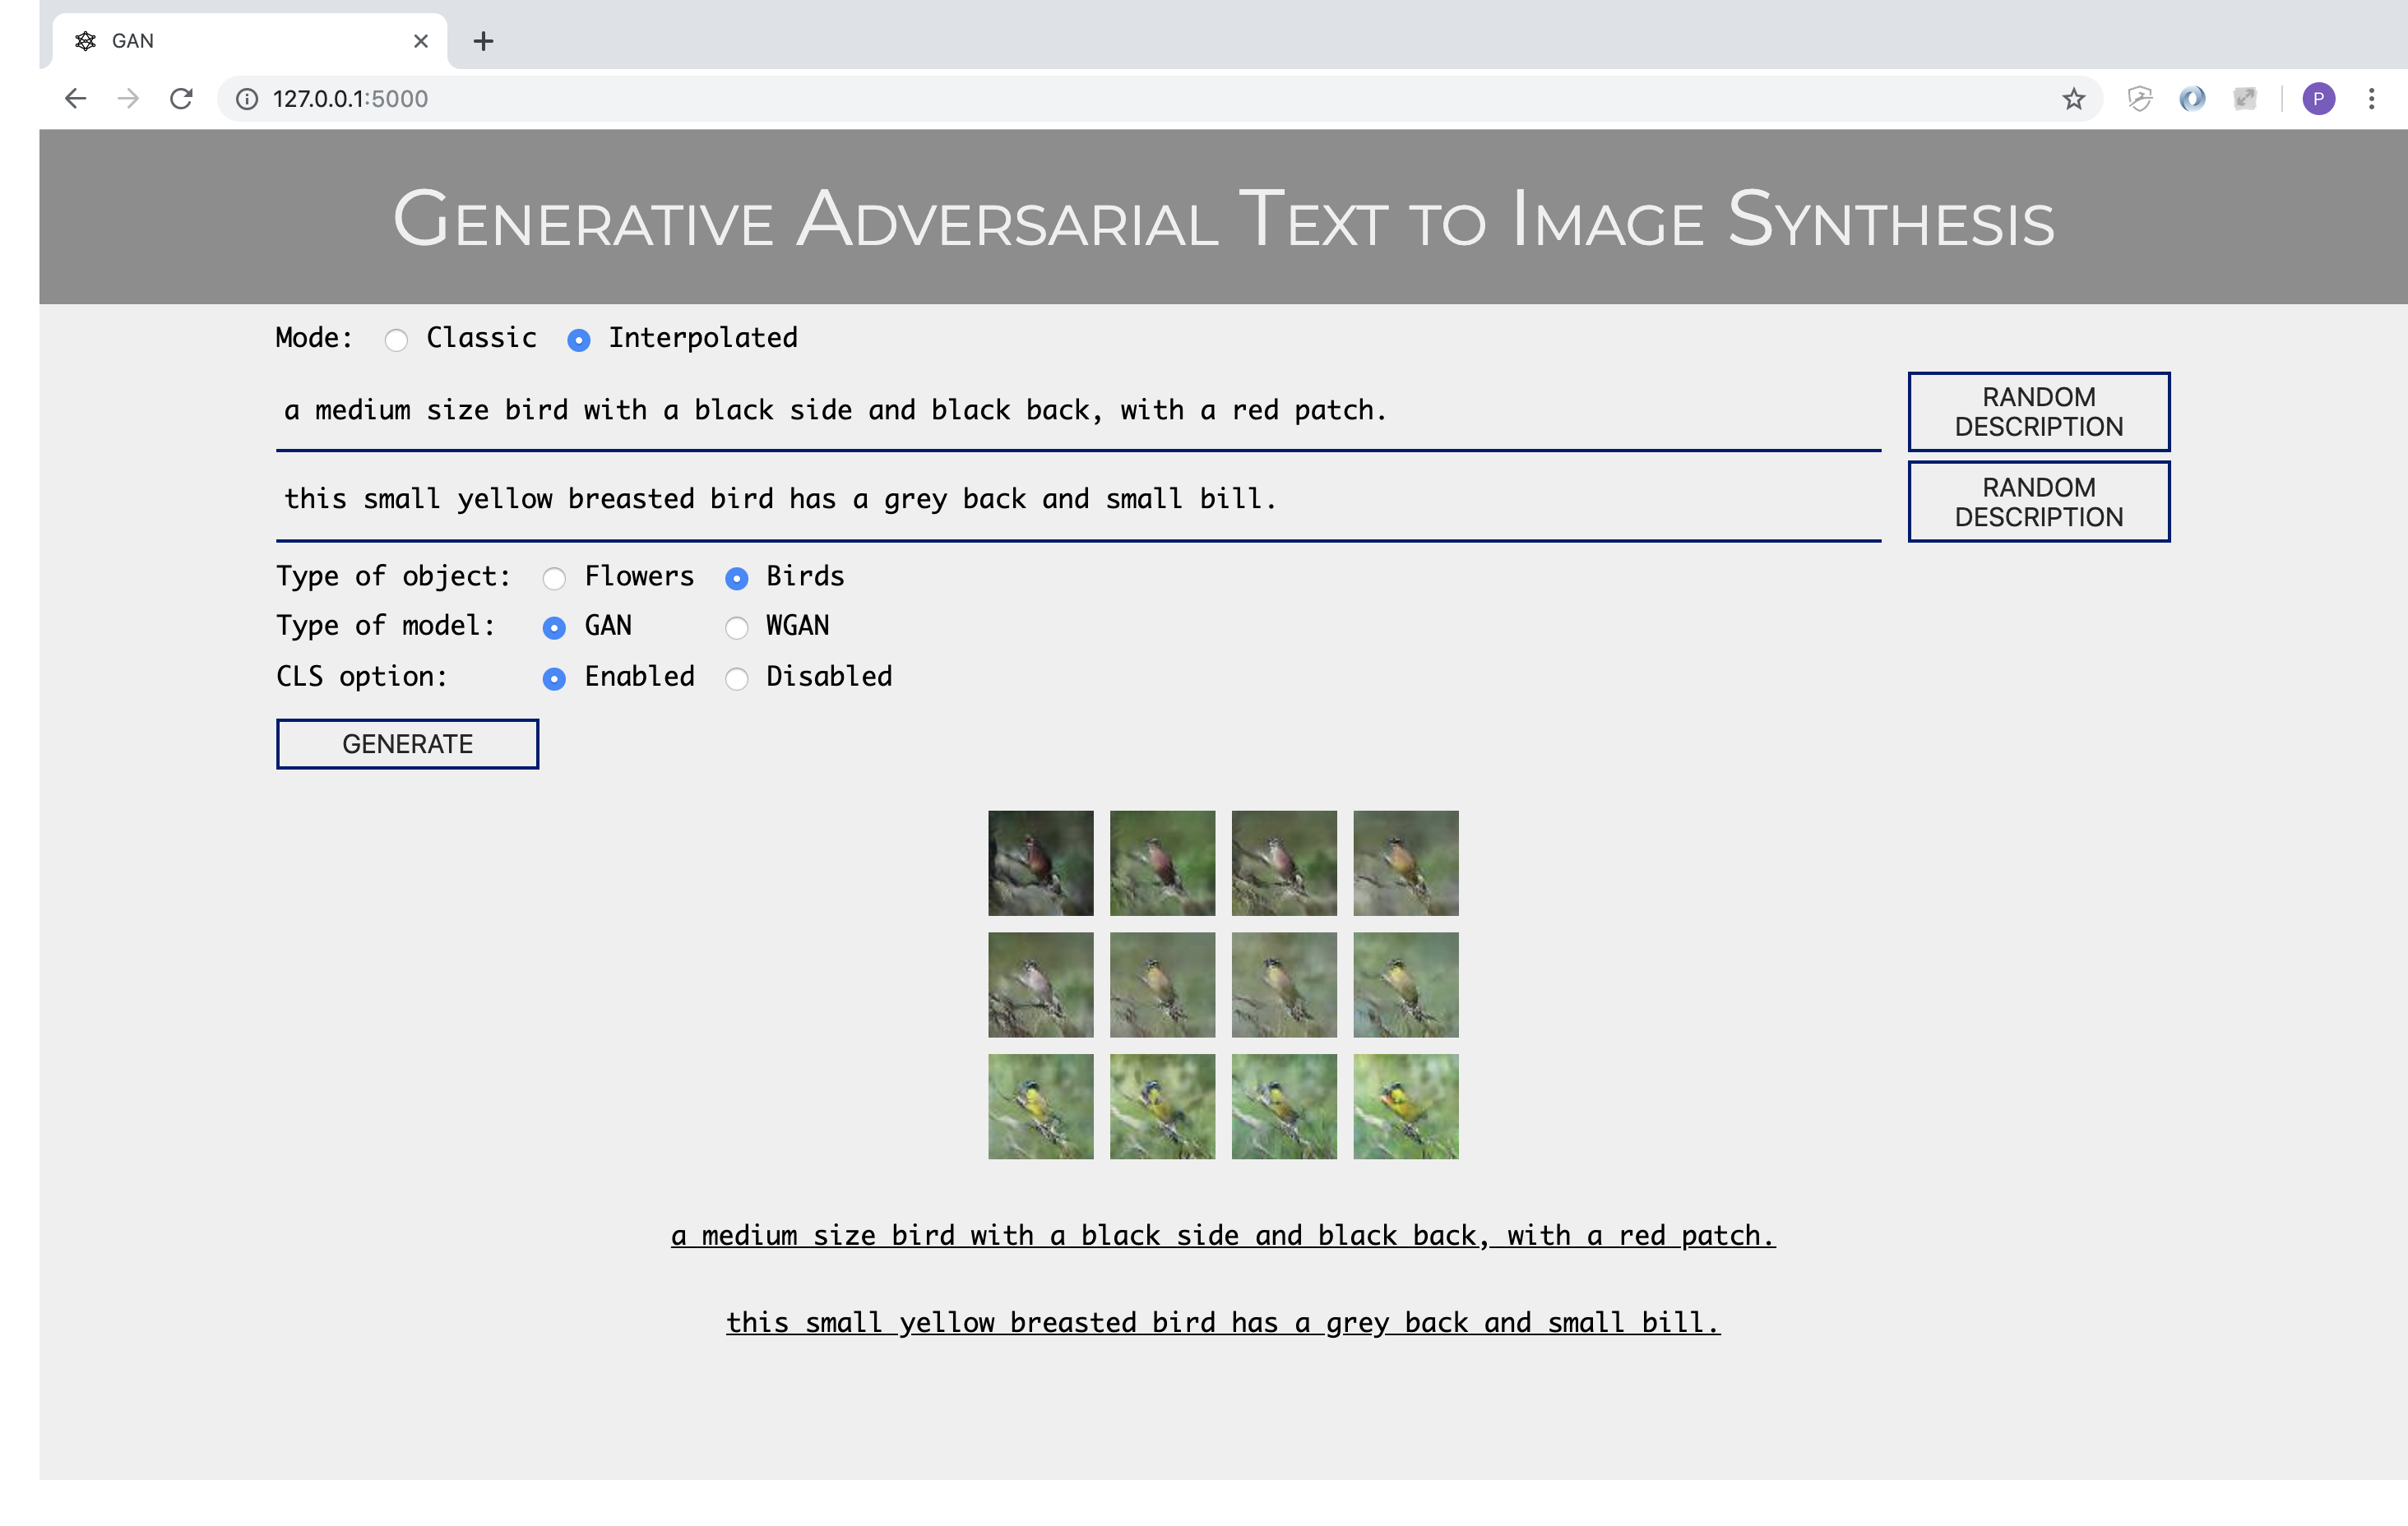 GAN
127.0.0.1:5000
P
Generative Adversarial Text to Image Synthesis
Mode: Classic Interpolated
a medium size bird with a black side and black back, with a red patch.
RANDOM
DESCRIPTION
this small yellow breasted bird has a grey back and small bill.
RANDOM
DESCRIPTION
Type of object: Flowers Birds
Type of model: GAN WGAN
CLS option: Enabled Disabled
GENERATE
a medium size bird with a black side and black back, with a red patch.
this small yellow breasted bird has a grey back and small bill.